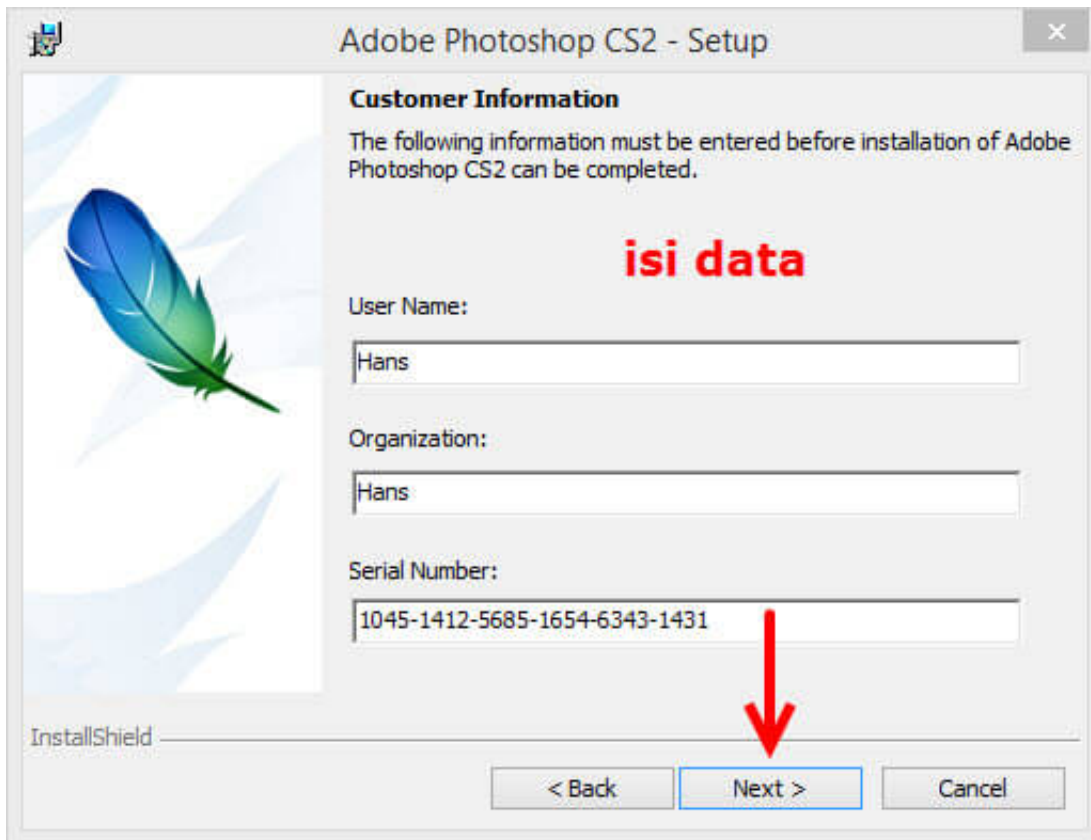 Adobe Photoshop CS2 - Setup
Customer Information
The following information must be entered before installation of Adobe
Photoshop CS2 can be completed.
isi data
User Name:
Hans
Organization:
Hans
Serial Number:
1045-1412-5685-1654-6343-1431
InstallShield
< Back
Next >
Cancel